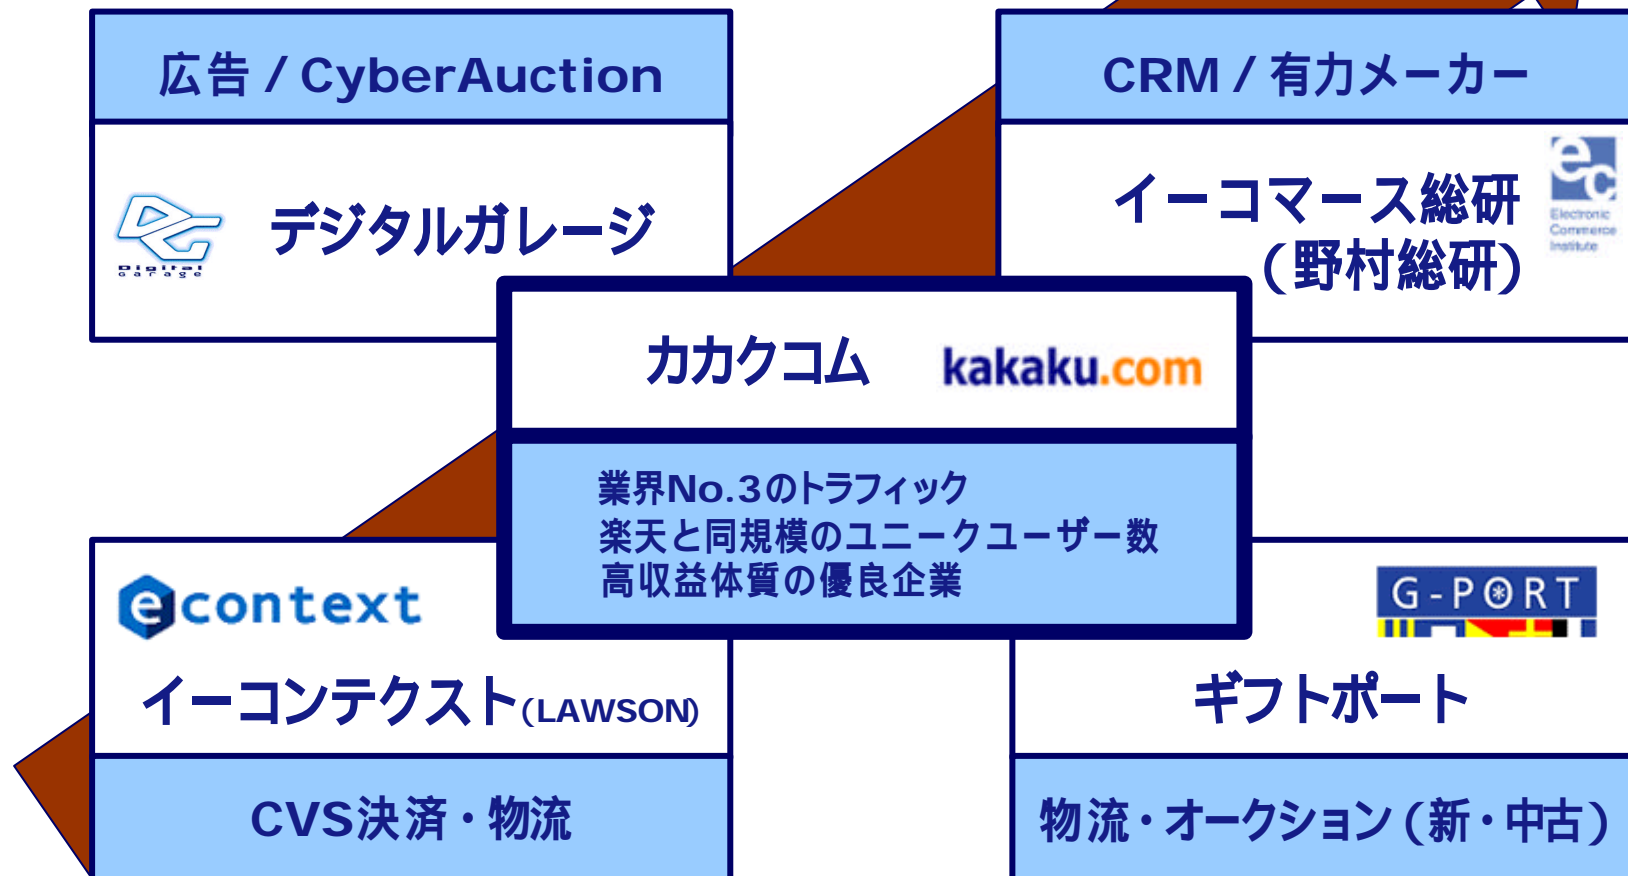 広告 / CyberAuction
CRM / 有力メーカー
Digital
Garage
デジタルガレージ
イーコマース総研
(野村総研)
ec
Electronic
Commerce
Institute
カカクコム kakaku.com
業界No.3のトラフィック
楽天と同規模のユニークユーザー数
高収益体質の優良企業
econtext
イーコンテクスト(LAWSON)
CVS決済・物流
G-PORT
ギフトポート
物流・オークション(新・中古)